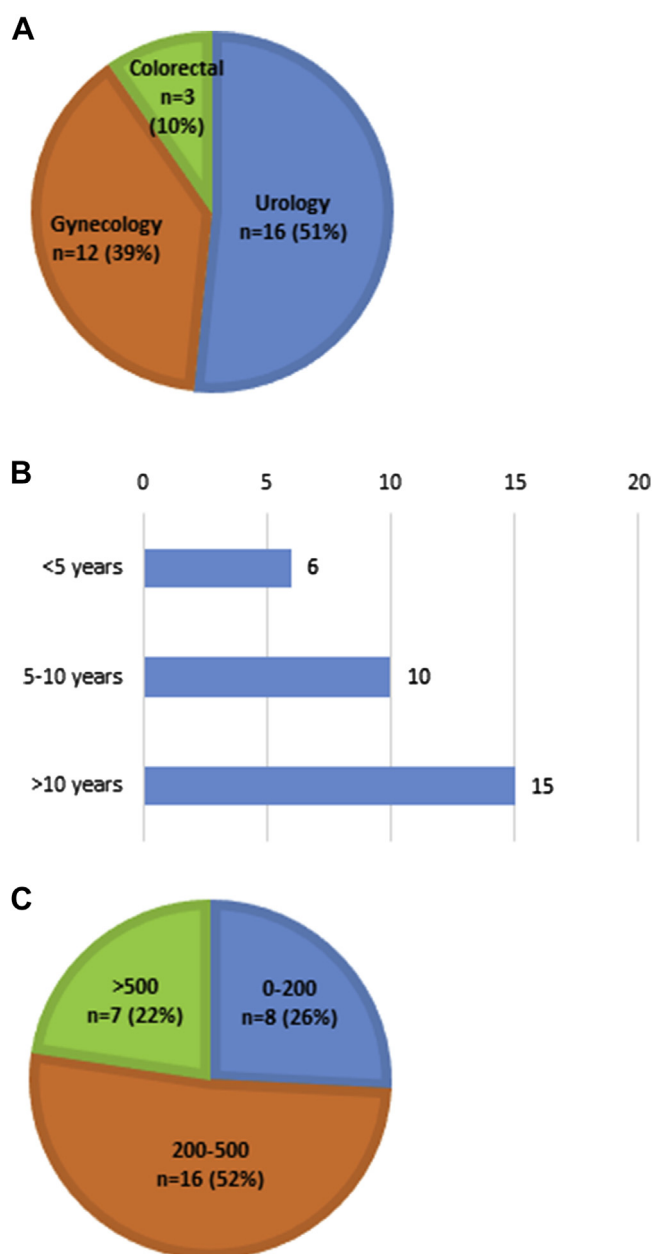 A
Colorectal
n=3
(10%)
Urology
n=16 (51%)
Gynecology
n=12 (39%)
B
0 5 10 15 20
<5 years 6
5-10 years 10
>10 years 15
C
>500
n=7 (22%)
0-200
n=8 (26%)
200-500
n=16 (52%)